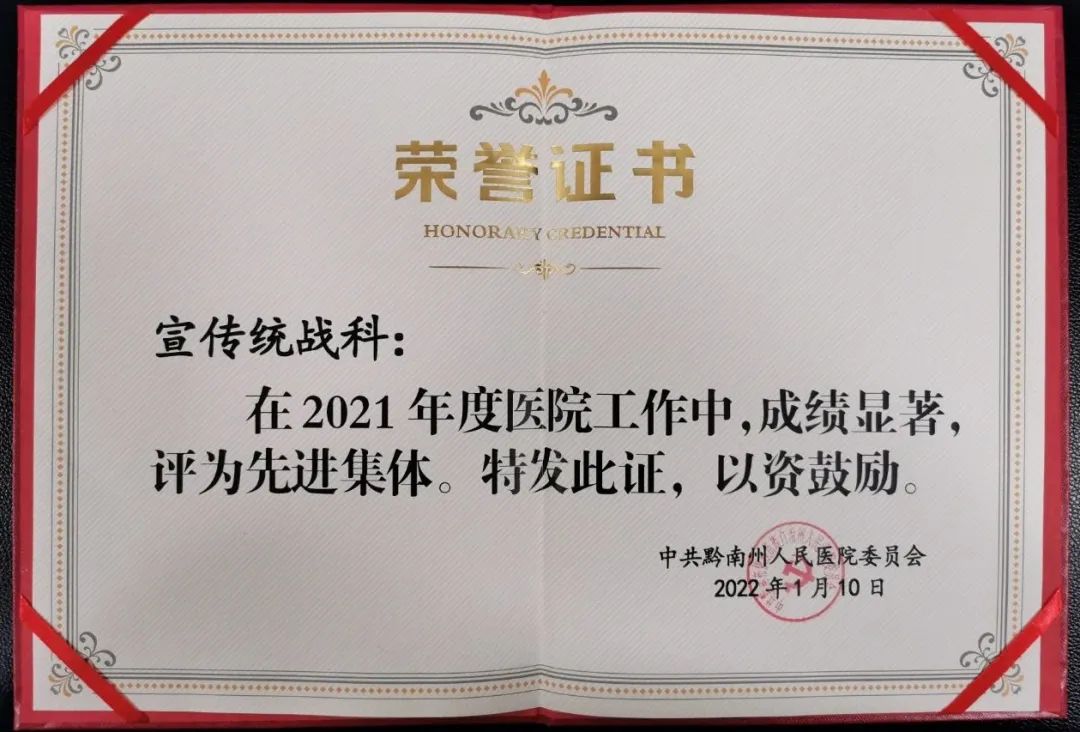 荣誉证书
HONORARY CREDENTIAL
宣传统战科：
在2021年度医院工作中，成绩显著，
评为先进集体。特发此证，以资鼓励。
中共黔南州人民医院委员会
2022年1月10日